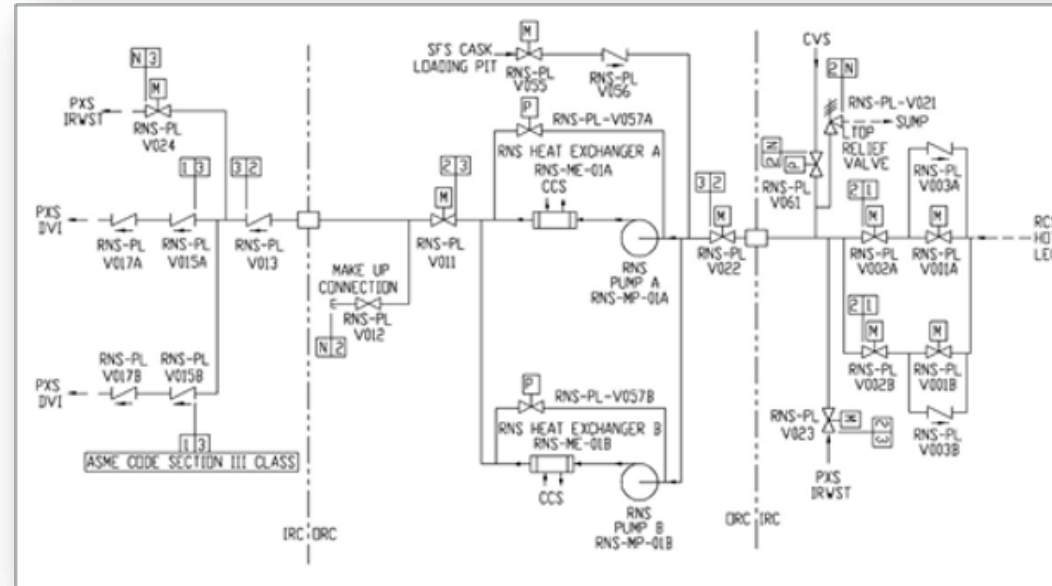 N 3
M
PXS
IRWST
RNS-PL
V024
1 3
3 2
PXS
DVI
RNS-PL
V017A
RNS-PL
V015A
RNS-PL
V013
RNS-PL
V017B
RNS-PL
V015B
PXS
DVI
1 3
ASME CODE SECTION III CLASS
IRC ORC
MAKE UP
CONNECTION
RNS-PL
V012
N 2
2 3
M
RNS-PL
V011
SFS CASK
LOADING PIT
M
RNS-PL
V055
RNS-PL
V056
P
RNS-PL-V057A
RNS HEAT EXCHANGER A
RNS-ME-01A
CCS
RNS
PUMP A
RNS-MP-01A
P
RNS-PL-V057B
RNS HEAT EXCHANGER B
RNS-ME-01B
CCS
RNS
PUMP B
RNS-MP-01B
3 2
M
RNS-PL
V022
ORC IRC
CVS
2 N
RNS-PL-V021
SUMP
LTOP
RELIEF
VALVE
2 N
P
RNS-PL
V061
2 1
M
RNS-PL
V002A
RNS-PL
V003A
M
RNS-PL
V001A
RC
HO
LE
2 1
M
RNS-PL
V002B
M
RNS-PL
V001B
RNS-PL
V003B
RNS-PL
V023
M
2 3
PXS
IRWST